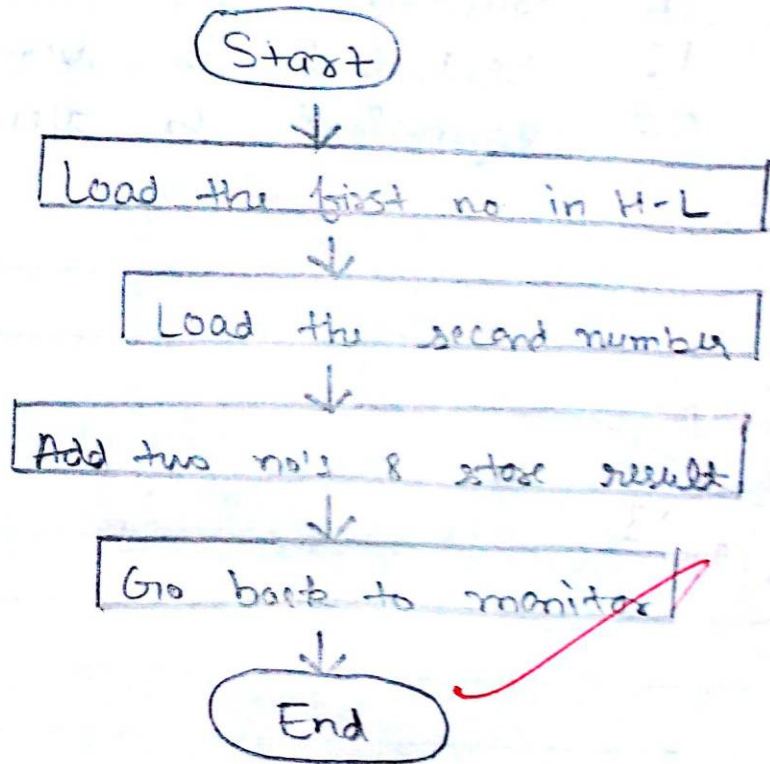 Start
Load the first no in H-L
Load the second number
Add two no's & store result
Go back to monitor
End